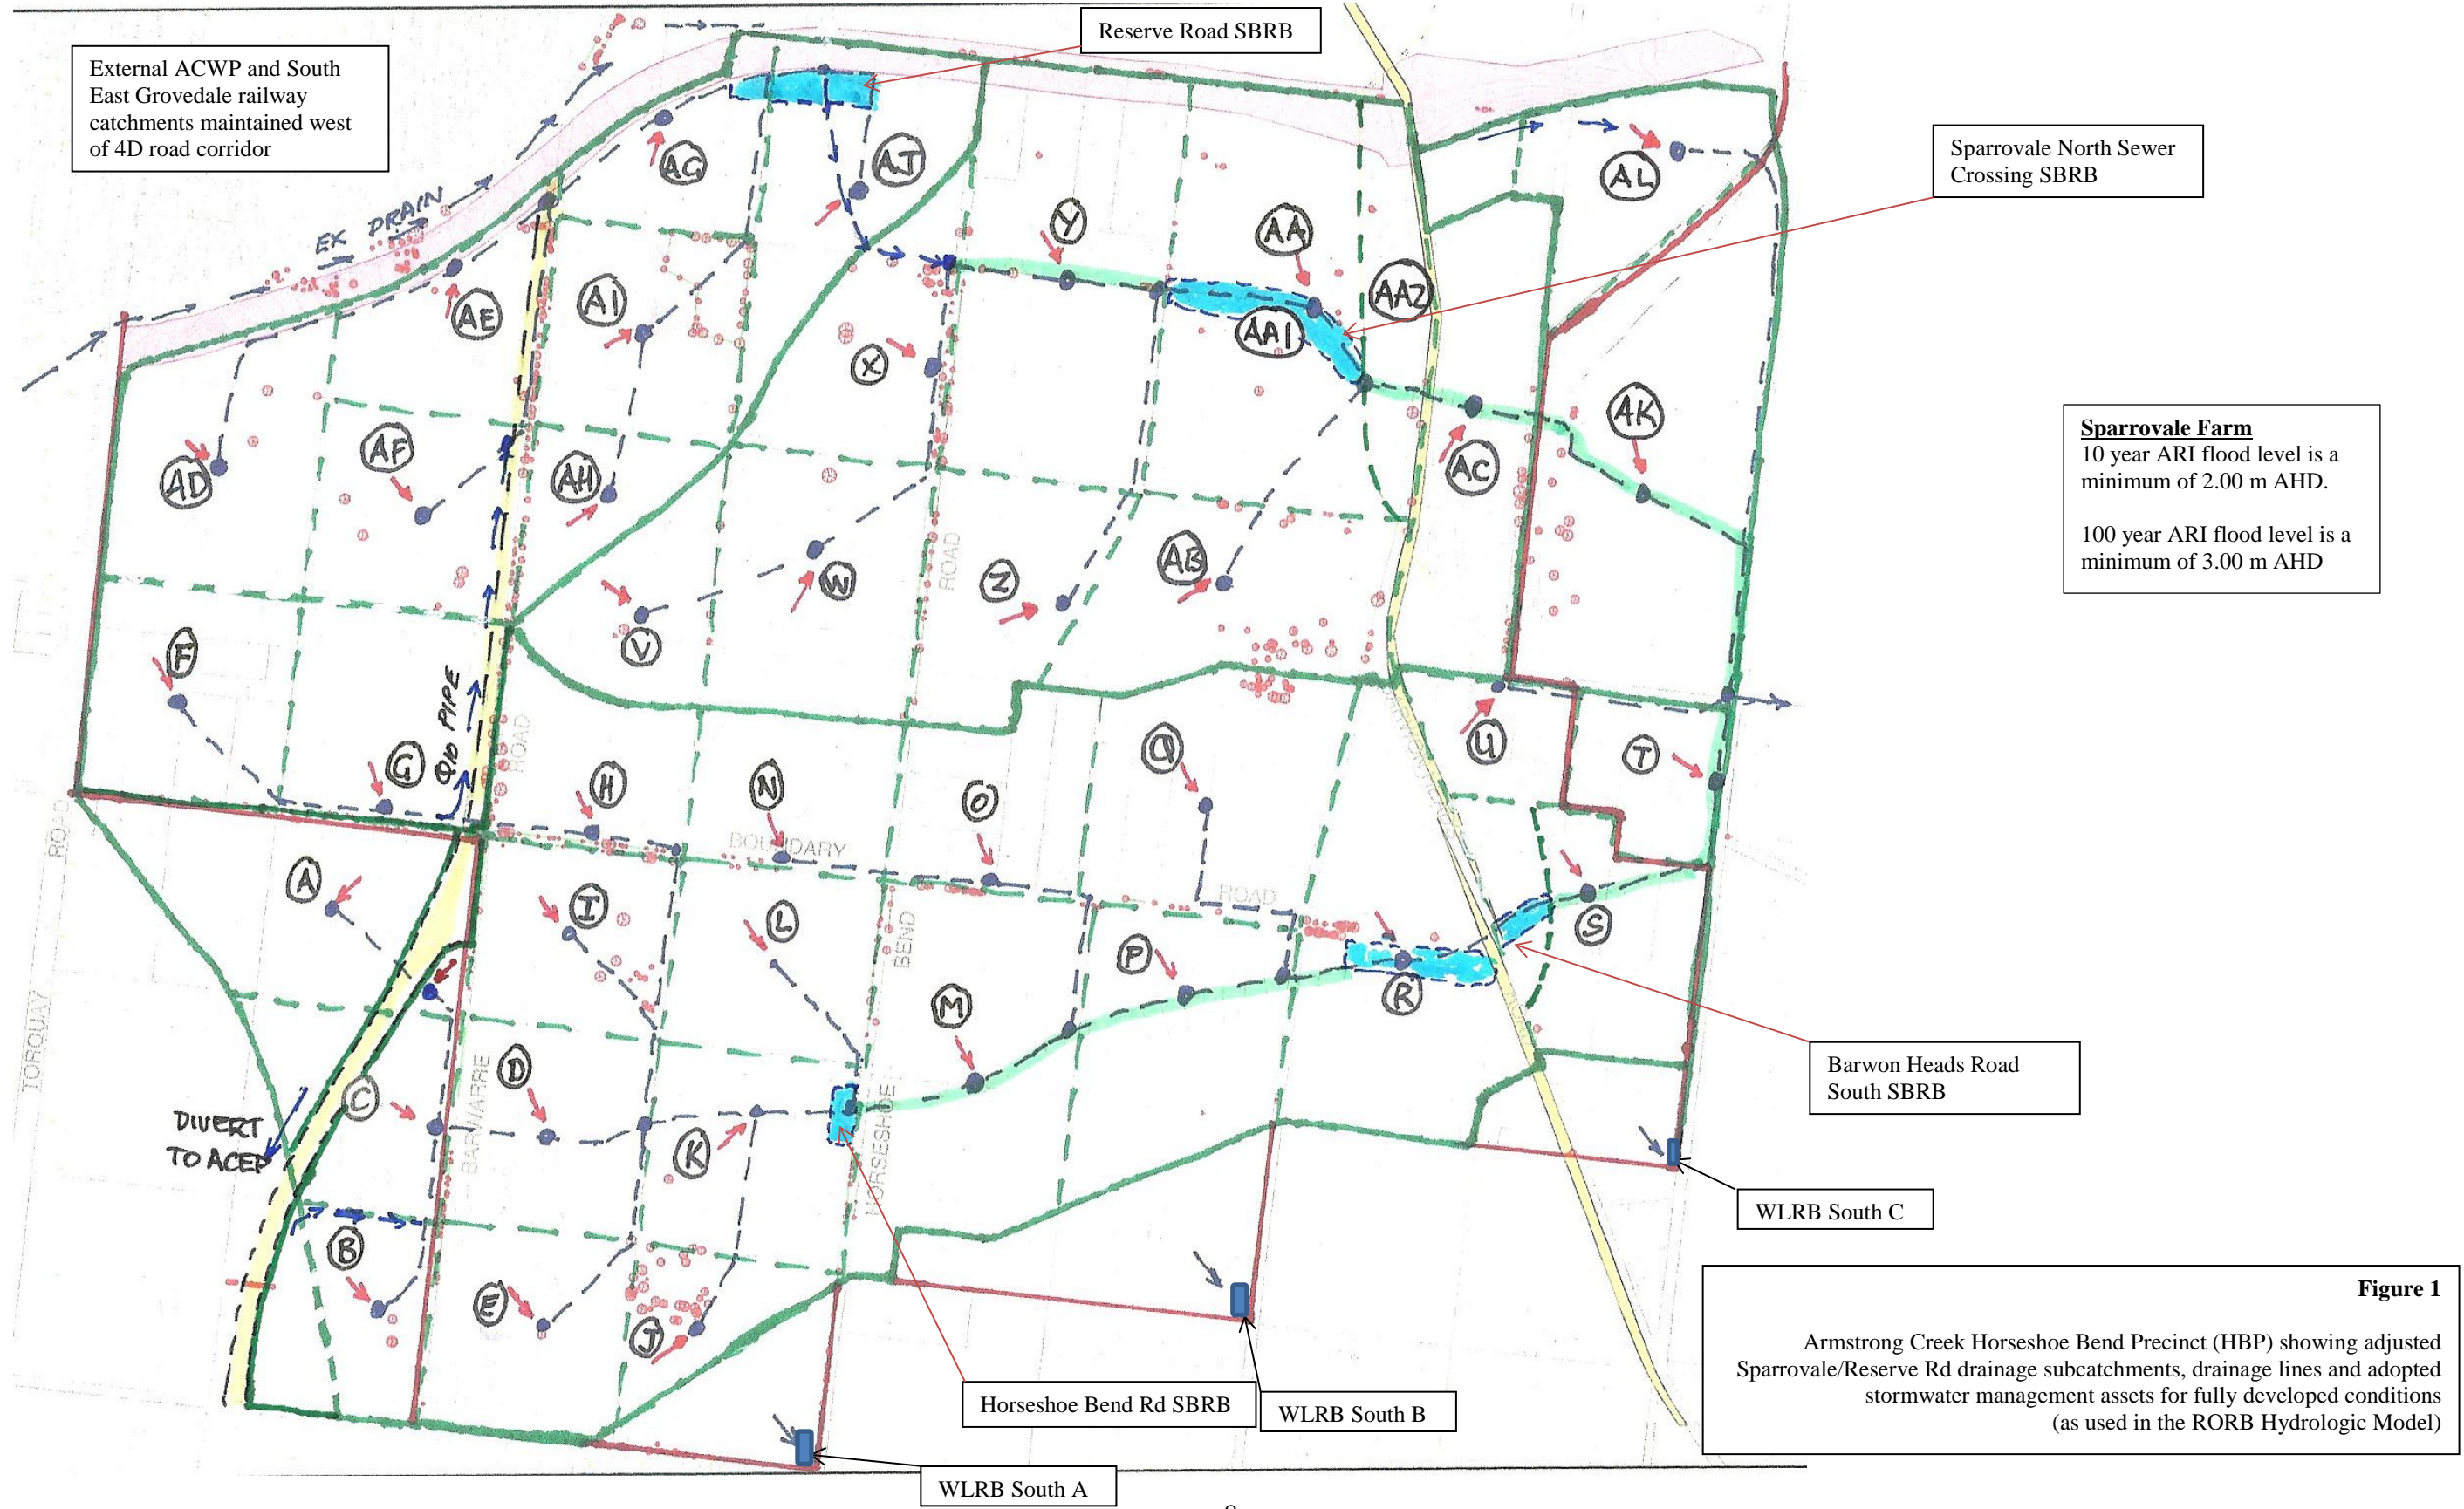 Reserve Road SBRB
External ACWP and South
East Grovedale railway
catchments maintained west
of 4D road corridor
Sparrovale North Sewer
Crossing SBRB
EX DRAIN
AG
AJ
AL
Y
AA
AA2
AE
AI
AA1
X
Sparrovale Farm
10 year ARI flood level is a
minimum of 2.00 m AHD.
100 year ARI flood level is a
minimum of 3.00 m AHD
AK
AF
AD
AH
AC
ROAD
W
Z
AB
V
F
Q10 PIPE
ROAD
G
H
N
O
Q
U
T
ROAD
BOUNDARY
ROAD
A
I
L
BEND
P
S
R
M
TORQUAY
D
C
BARWARRE
K
HORSESHOE
DIVERT
TO ACEP
Barwon Heads Road
South SBRB
WLRB South C
B
E
J
Figure 1
Armstrong Creek Horseshoe Bend Precinct (HBP) showing adjusted
Sparrovale/Reserve Rd drainage subcatchments, drainage lines and adopted
stormwater management assets for fully developed conditions
(as used in the RORB Hydrologic Model)
Horseshoe Bend Rd SBRB
WLRB South B
WLRB South A